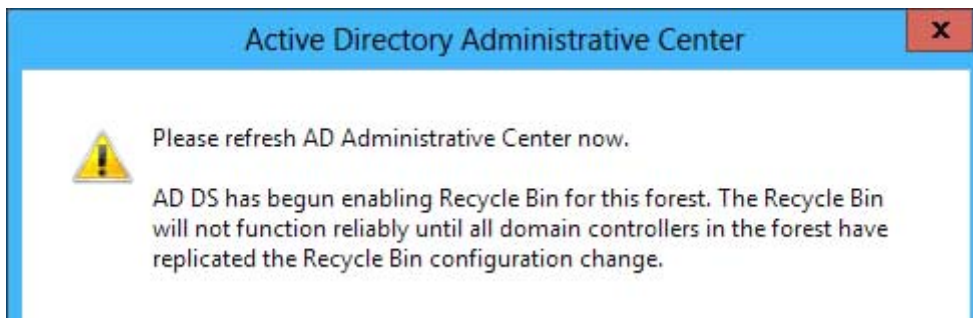 Active Directory Administrative Center
x
Please refresh AD Administrative Center now.
AD DS has begun enabling Recycle Bin for this forest. The Recycle Bin
will not function reliably until all domain controllers in the forest have
replicated the Recycle Bin configuration change.